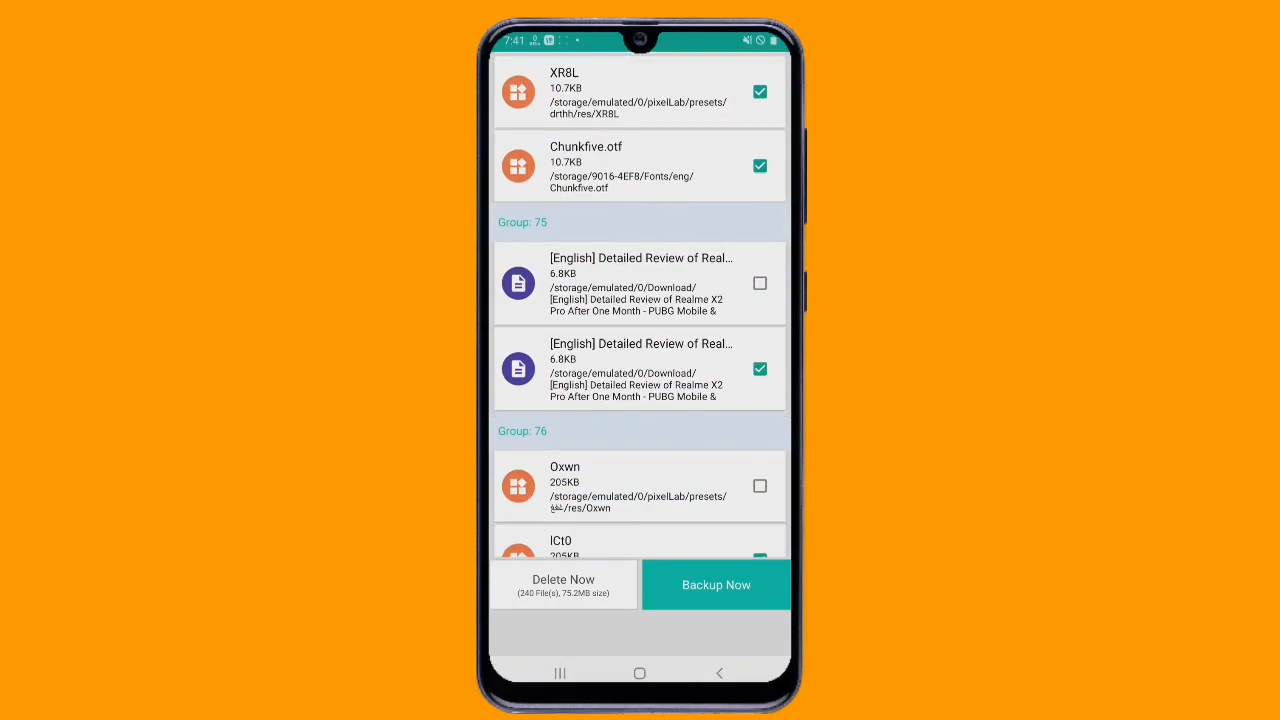 7:41
XR8L
10.7KB
/storage/emulated/0/pixelLab/presets/
drthh/res/XR8L
Chunkfive.otf
10.7KB
/storage/9016-4EF8/Fonts/eng/
Chunkfive.otf
Group: 75
[English] Detailed Review of Real...
6.8KB
/storage/emulated/0/Download/
[English] Detailed Review of Realme X2
Pro After One Month - PUBG Mobile &
[English] Detailed Review of Real...
6.8KB
/storage/emulated/0/Download/
[English] Detailed Review of Realme X2
Pro After One Month - PUBG Mobile &
Group: 76
Oxwn
205KB
/storage/emulated/0/pixelLab/presets/
/res/Oxwn
205KB
Delete Now
(240 File(s), 75.2MB size)
Backup Now